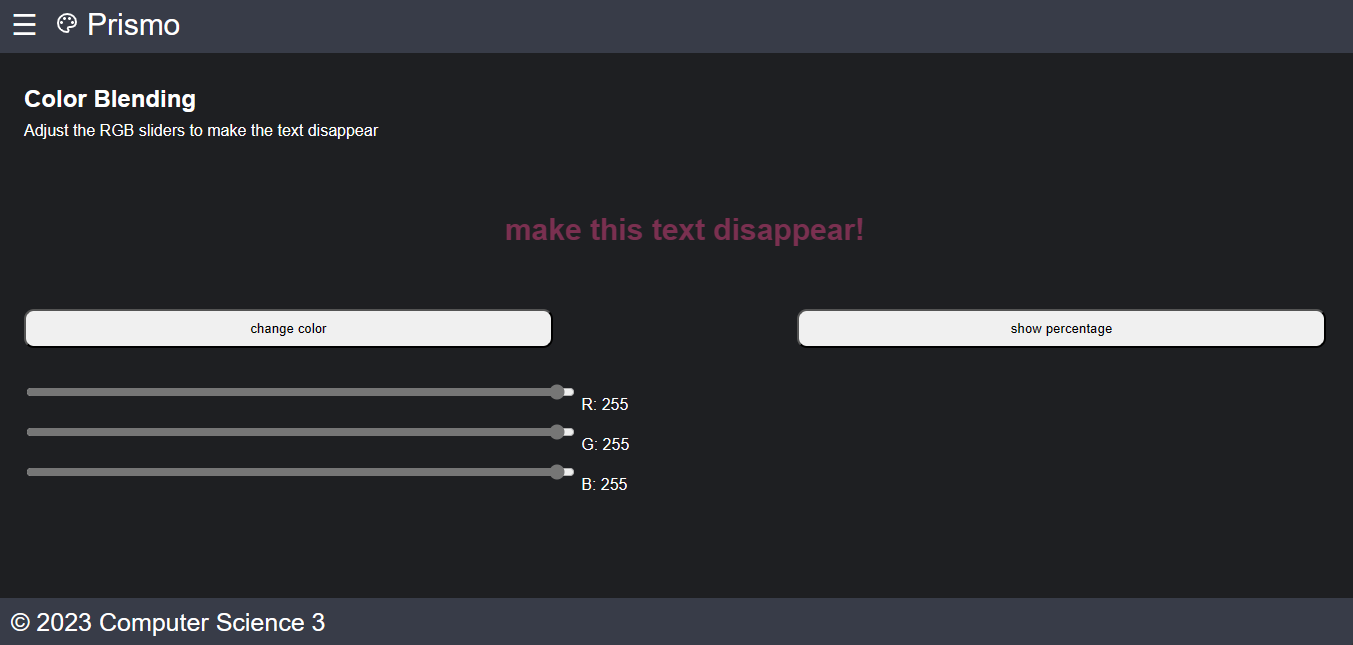 Prismo
Color Blending
Adjust the RGB sliders to make the text disappear
make this text disappear!
change color
show percentage
R: 255
G: 255
B: 255
© 2023 Computer Science 3